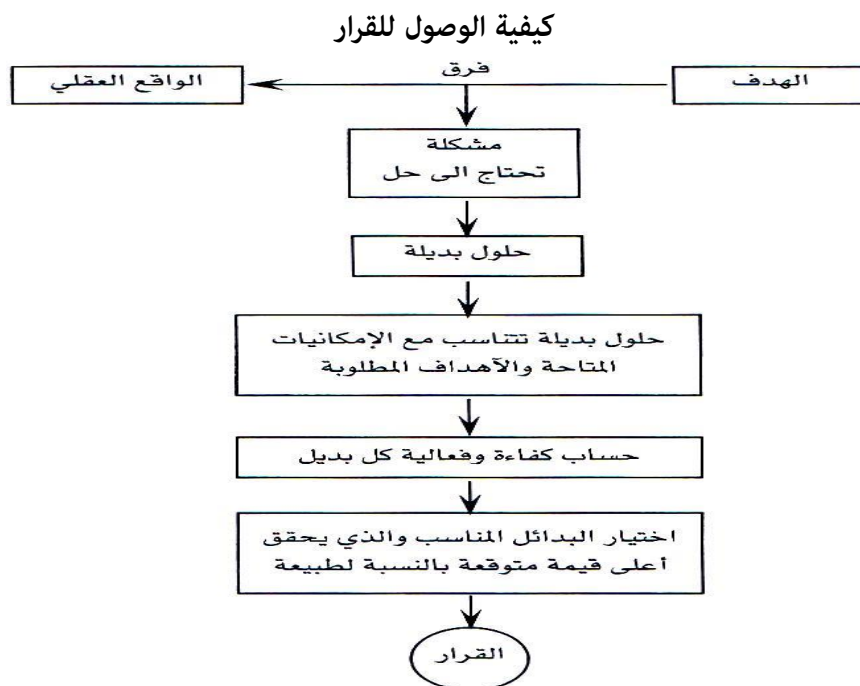 كيفية الوصول للقرار
الهدف
فرق
الواقع العقلي
مشكلة
تحتاج الى حل
حلول بديلة
حلول بديلة تتناسب مع الإمكانيات
المتاحة والآهداف المطلوبة
حساب كفاءة وفعالية كل بديل
اختيار البدائل المناسب والذي يحقق
أعلى قيمة متوقعة بالنسبة لطبيعة
القرار